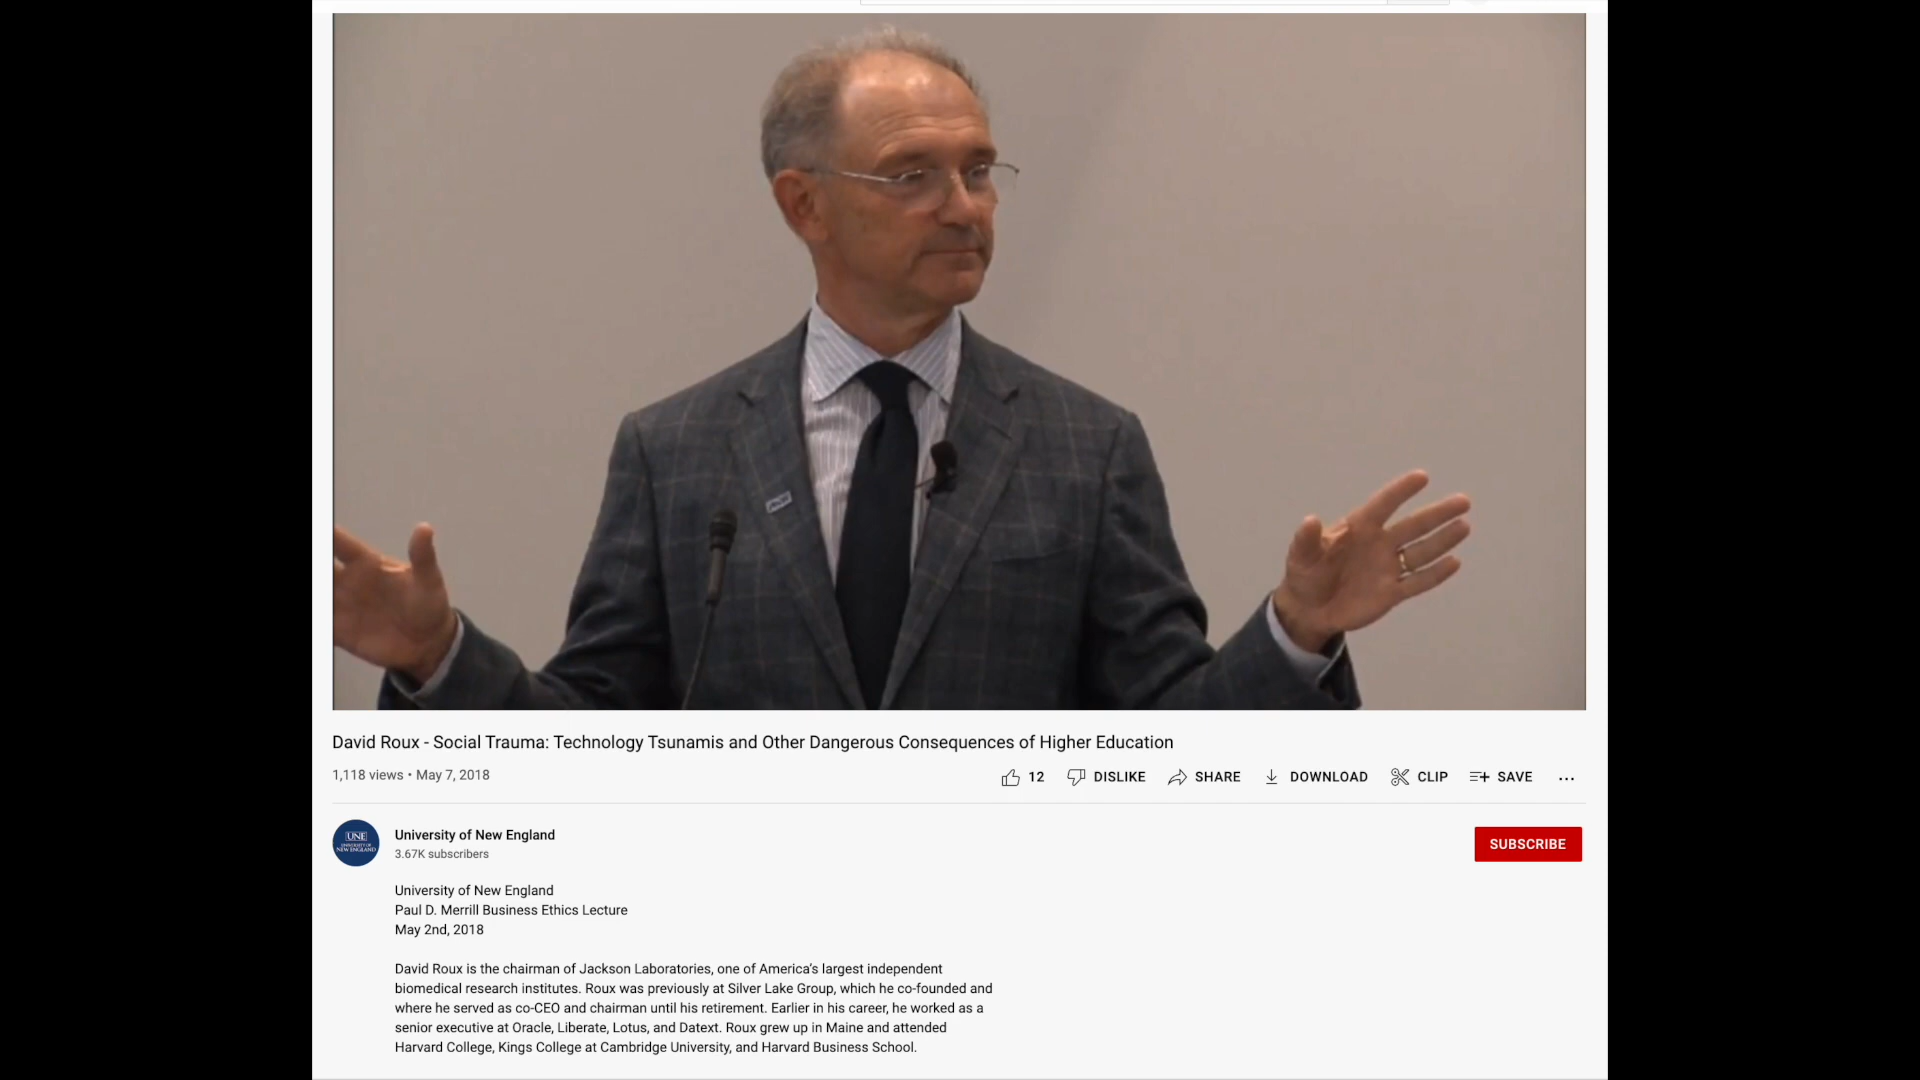 David Roux - Social Trauma: Technology Tsunamis and Other Dangerous Consequences of Higher Education
1,118 views • May 7, 2018
12
DISLIKE
SHARE
DOWNLOAD
CLIP
SAVE
...
UNE
UNIVERSITY OF
NEW ENGLAND
University of New England
3.67K subscribers
SUBSCRIBE
University of New England
Paul D. Merrill Business Ethics Lecture
May 2nd, 2018
David Roux is the chairman of Jackson Laboratories, one of America's largest independent
biomedical research institutes. Roux was previously at Silver Lake Group, which he co-founded and
where he served as co-CEO and chairman until his retirement. Earlier in his career, he worked as a
senior executive at Oracle, Liberate, Lotus, and Datext. Roux grew up in Maine and attended
Harvard College, Kings College at Cambridge University, and Harvard Business School.